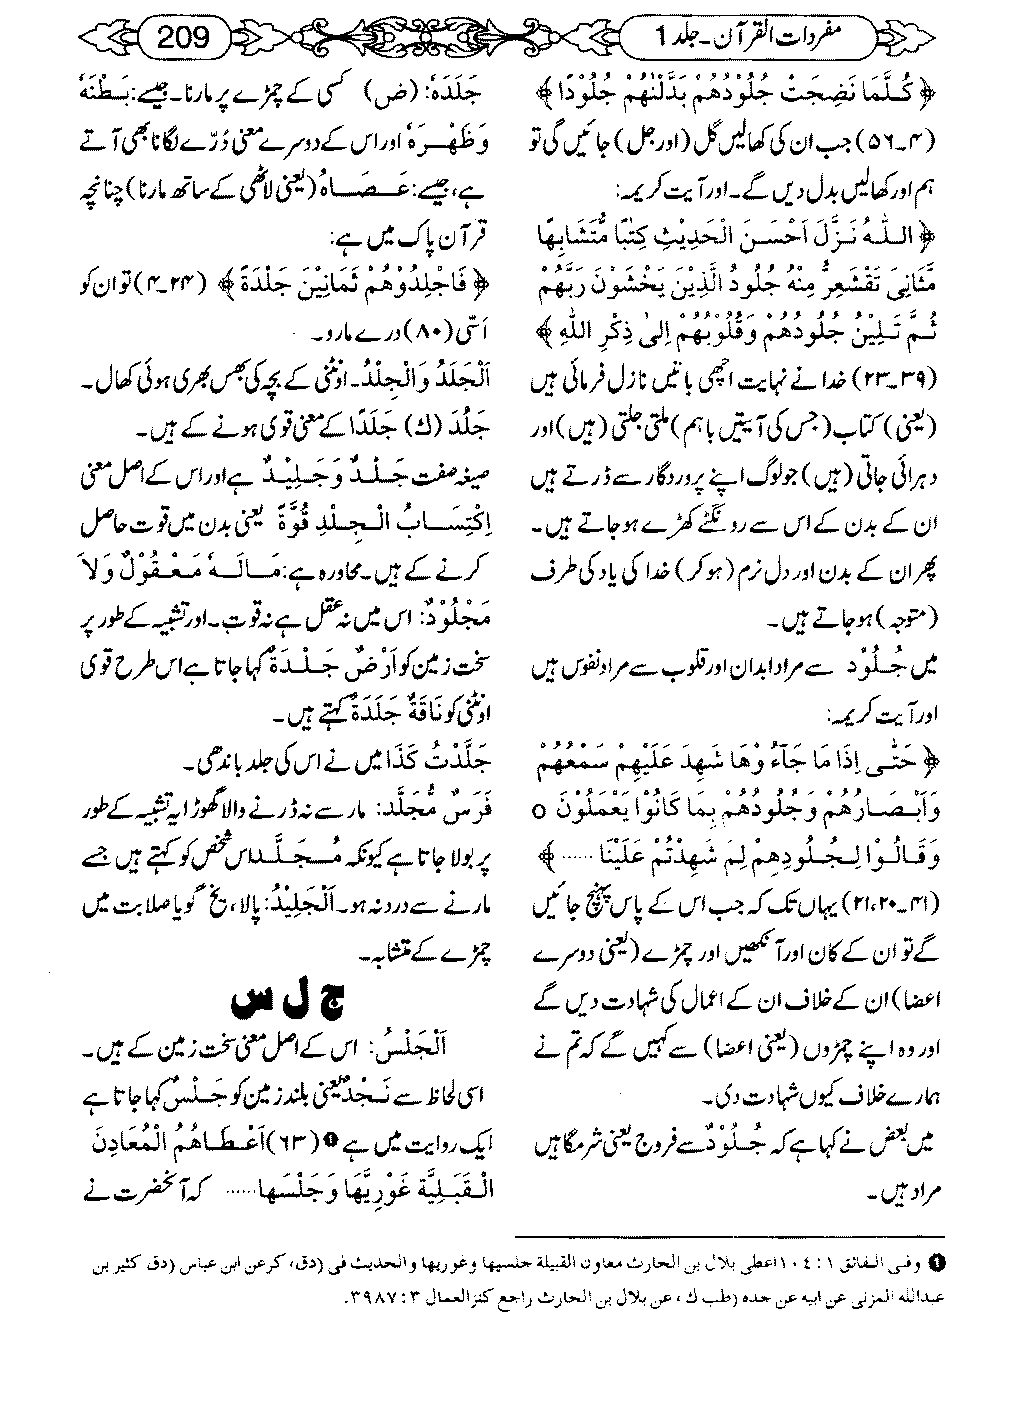 مفردات القرآن۔جلد 1
209
﴿ كُلَّمَا نَضِجَتْ جُلُوْدُهُمْ بَدَّلْنٰهُمْ جُلُوْدًا ﴾
(۴۔۵۶) جب ان کی کھالیں گل (اور جل) جائیں گی تو
ہم اور کھالیں بدل دیں گے۔اور آیت کریمہ:
﴿ اَللّٰهُ نَزَّلَ اَحْسَنَ الْحَدِيْثِ كِتٰبًا مُّتَشَابِهًا
مَّثَانِيَ تَقْشَعِرُّ مِنْهُ جُلُوْدُ الَّذِيْنَ يَخْشَوْنَ رَبَّهُمْ
ثُمَّ تَلِيْنُ جُلُوْدُهُمْ وَقُلُوْبُهُمْ اِلىٰ ذِكْرِ اللّٰهِ ﴾
(۳۹۔۲۳) خدا نے نہایت اچھی باتیں نازل فرمائی ہیں
(یعنی) کتاب (جس کی آیتیں باہم) ملتی جلتی (ہیں) اور
دہرائی جاتی (ہیں) جو لوگ اپنے پروردگار سے ڈرتے ہیں
ان کے بدن کے اس سے رونگٹے کھڑے ہوجاتے ہیں۔
پھر ان کے بدن اور دل نرم (ہوکر) خدا کی یاد کی طرف
(متوجہ) ہوجاتے ہیں۔
میں جُلُوْد سے مراد ابدان اور قلوب سے مراد نفوس ہیں
اور آیت کریمہ:
﴿ حَتّٰى اِذَا مَا جَآءُ وْهَا شَهِدَ عَلَيْهِمْ سَمْعُهُمْ
وَاَبْصَارُهُمْ وَجُلُوْدُهُمْ بِمَا كَانُوْا يَعْمَلُوْنَ ○
وَقَالُوْا لِجُلُوْدِهِمْ لِمَ شَهِدْتُمْ عَلَيْنَا ...... ﴾
(۴۱۔۲۰،۲۱) یہاں تک کہ جب اس کے پاس پہنچ جائیں
گے تو ان کے کان اور آنکھیں اور چمڑے (یعنی دوسرے
اعضا) ان کے خلاف ان کے اعمال کی شہادت دیں گے
اور وہ اپنے چمڑوں (یعنی اعضا) سے کہیں گے کہ تم نے
ہمارے خلاف کیوں شہادت دی۔
میں بعض نے کہا ہے کہ جُلُوْدٌ سے فروج یعنی شرمگاہیں
مراد ہیں۔
جَلَدَهٗ: (ض) کسی کے چمڑے پر مارنا۔جیسے: بَطَنَهٗ
وَظَهَرَهٗ اور اس کے دوسرے معنی دُرّے لگانا بھی آتے
ہے، جیسے: عَصَاهُ (یعنی لاٹھی کے ساتھ مارنا) چنانچہ
قرآن پاک میں ہے:
﴿ فَاجْلِدُوْهُمْ ثَمَانِيْنَ جَلْدَةً ﴾ (۲۴۔۴) تو ان کو
اَسّی (۸۰) درے مارو۔
اَلْجَلَدُ وَالْجِلْدُ۔اونٹنی کے بچہ کی بھس بھری ہوئی کھال۔
جَلُدَ (ك) جَلَدًا کے معنی قوی ہونے کے ہیں۔
صیغہ صفت جَلْدٌ وَجَلِيْدٌ ہے اور اس کے اصل معنی
اِكْتِسَابُ الْجِلْدِ قُوَّةً یعنی بدن میں قوت حاصل
کرنے کے ہیں۔محاورہ ہے: مَالَهٗ مَعْقُوْلٌ وَلَا
مَجْلُوْدٌ: اس میں نہ عقل ہے نہ قوت۔اور تشبیہ کے طور پر
سخت زمین کو اَرْضٌ جَلْدَةٌ کہا جاتا ہے اس طرح قوی
اونٹنی کو نَاقَةٌ جَلَدَةٌ کہتے ہیں۔
جَلَّدْتُ كَذَا میں نے اس کی جلد باندھی۔
فَرَسٌ مُجَلَّد: مار سے نہ ڈرنے والا گھوڑا یہ تشبیہ کے طور
پر بولا جاتا ہے کیونکہ مُجَلَّد اس شخص کو کہتے ہیں جسے
مارنے سے درد نہ ہو۔اَلْجَلِيْدُ: پالا، یخ گویا صلابت میں
چمڑے کے متشابہ۔
ج ل س
اَلْجَلْسُ: اس کے اصل معنی سخت زمین کے ہیں۔
اسی لحاظ سے نَجْدٌ یعنی بلند زمین کو جَلْسٌ کہا جاتا ہے
ایک روایت میں ہے ❶ (۶۳) اَعْطَاهُمُ الْمُعَادِنَ
الْقَبَلِيَّةَ غَوْرِيَّهَا وَجَلْسَها ...... کہ آنحضرت نے
❶ وفى الفائق ۱ : ۱۰٤ اعطى بلال بن الحارث معاون القبيلة جلسيها وغوريها والحديث فى (دق، كرعن ابن عباس (دق كثير بن
عبدالله المزنى عن ابيه عن جده (طب ك، عن بلال بن الحارث راجع كنزالعمال ۳ : ۳۹۸۷.